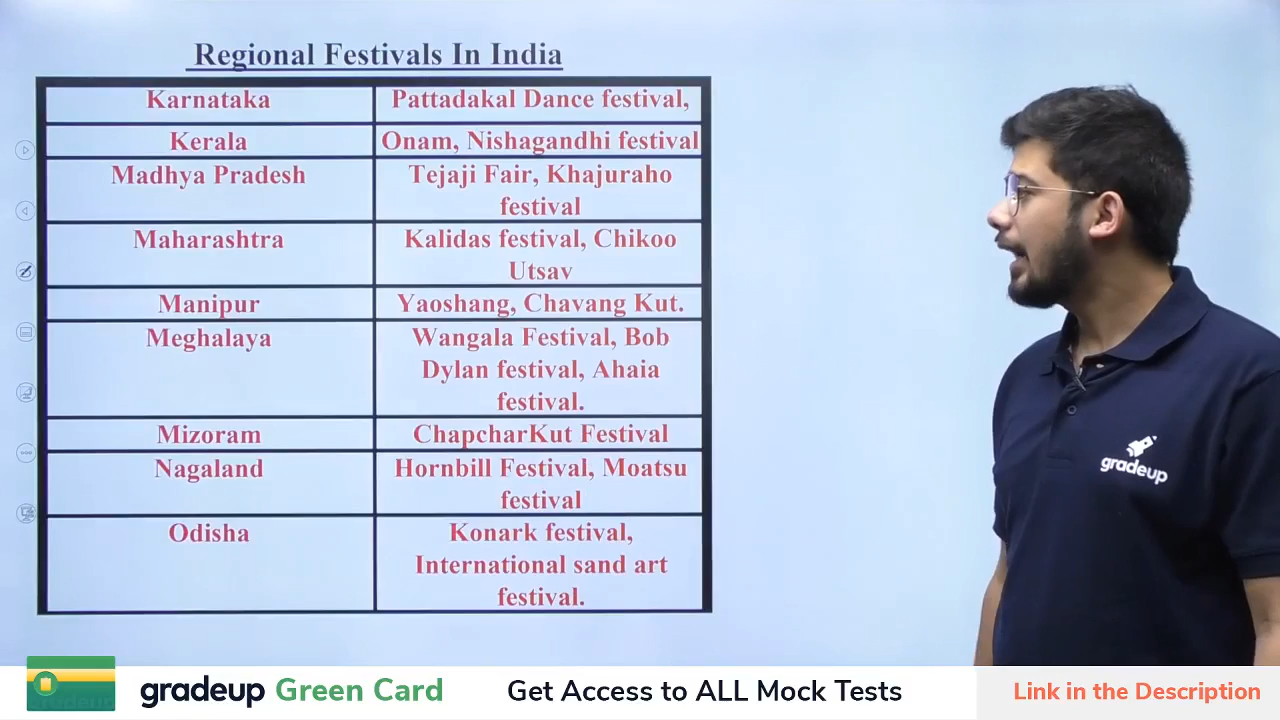 Regional Festivals In India
Karnataka
Pattadakal Dance festival,
Kerala
Onam, Nishagandhi festival
Madhya Pradesh
Tejaji Fair, Khajuraho
festival
Maharashtra
Kalidas festival, Chikoo
Utsav
Manipur
Yaoshang, Chavang Kut.
Meghalaya
Wangala Festival, Bob
Dylan festival, Ahaia
festival.
Mizoram
ChapcharKut Festival
Nagaland
Hornbill Festival, Moatsu
festival
Odisha
Konark festival,
International sand art
festival.
gradeup
gradeup Green Card
Get Access to ALL Mock Tests
Link in the Description